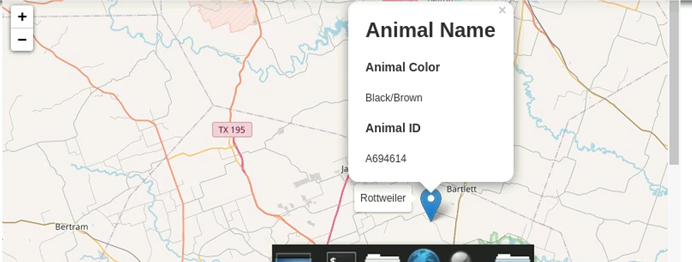 +
−
×
Animal Name
Animal Color
Black/Brown
Animal ID
A694614
TX 195
Rottweiler
Bartlett
Bertram